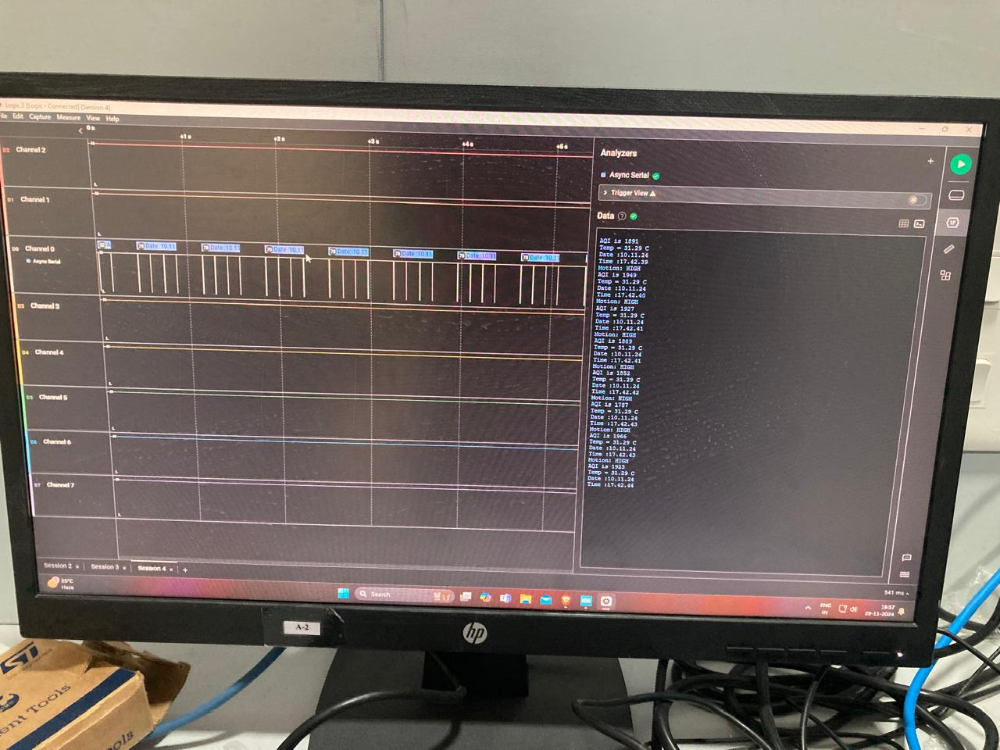 Logic 2 [Logic - Connected] [Session 4]
File Edit Capture Measure View Help
0 s
+1 s
+2 s
+3 s
+4 s
+5 s
D2 Channel 2
D1 Channel 1
D0 Channel 0
Async Serial
Date :10.11
Date :10.11
Date :10.11
Date :10.11
Date :10.11
Date :10.11
Date :10.11
D3 Channel 3
D4 Channel 4
D5 Channel 5
D6 Channel 6
D7 Channel 7
Session 2 × Session 3 × Session 4 × +
Analyzers
Async Serial
Trigger View
Data
AQI is 1891
Temp = 31.29 C
Date :10.11.24
Time :17.42.39
Motion: HIGH
AQI is 1949
Temp = 31.29 C
Date :10.11.24
Time :17.42.40
Motion: HIGH
AQI is 1927
Temp = 31.29 C
Date :10.11.24
Time :17.42.41
Motion: HIGH
AQI is 1889
Temp = 31.29 C
Date :10.11.24
Time :17.42.41
Motion: HIGH
AQI is 1852
Temp = 31.29 C
Date :10.11.24
Time :17.42.42
Motion: HIGH
AQI is 1787
Temp = 31.29 C
Date :10.11.24
Time :17.42.43
Motion: HIGH
AQI is 1966
Temp = 31.29 C
Date :10.11.24
Time :17.42.43
Motion: HIGH
AQI is 1923
Temp = 31.29 C
Date :10.11.24
Time :17.42.44
541 ms
25°C
Haze
Search
ENG
IN
16:57
29-11-2024
A-2
hp
ST
ent Tools
ools